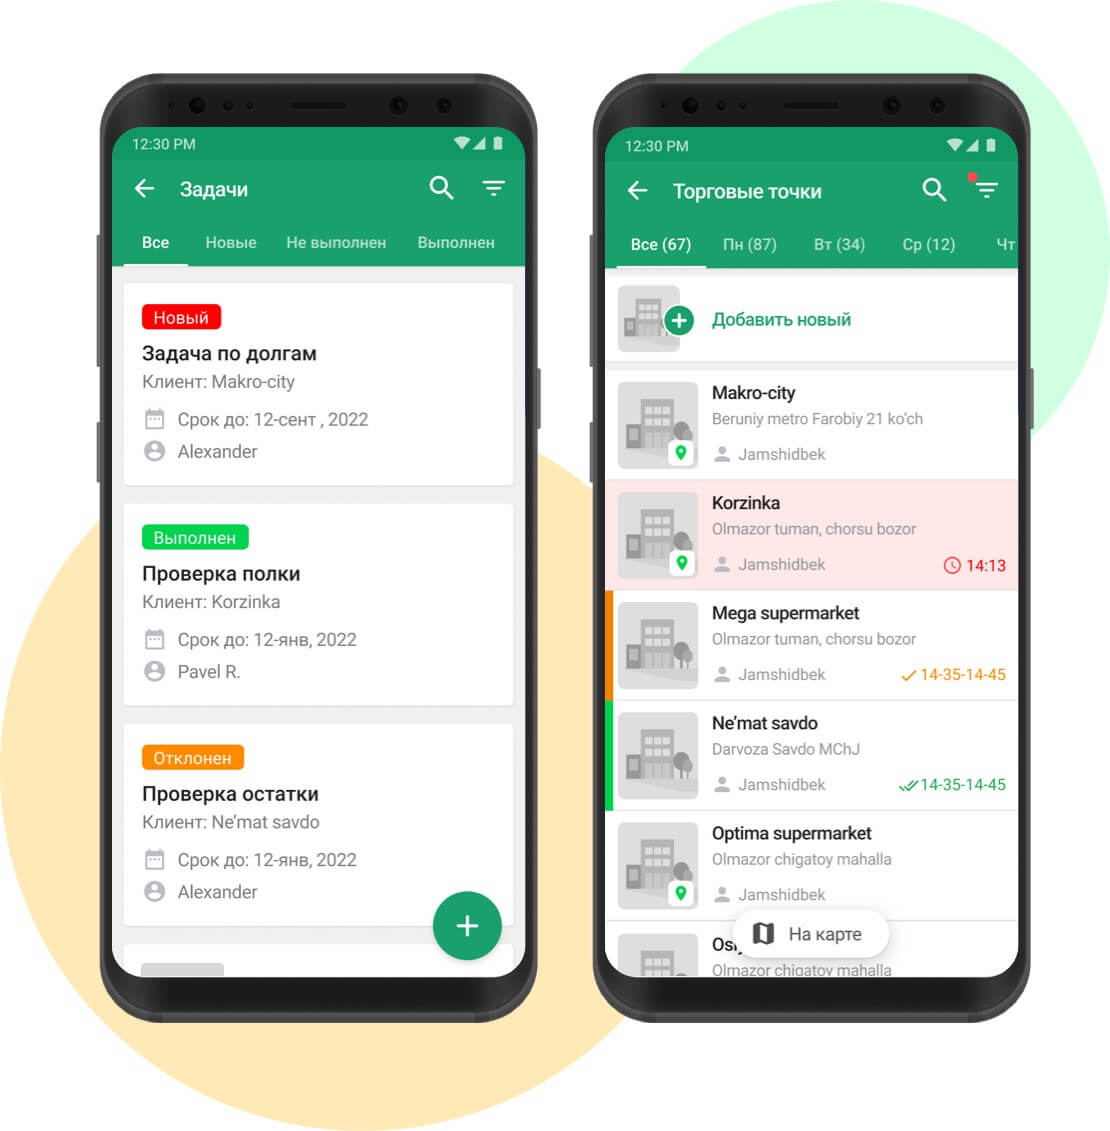 12:30 PM
Задачи
Все Новые Не выполнен Выполнен
Новый
Задача по долгам
Клиент: Makro-city
Срок до: 12-сент , 2022
Alexander
Выполнен
Проверка полки
Клиент: Korzinka
Срок до: 12-янв, 2022
Pavel R.
Отклонен
Проверка остатки
Клиент: Ne’mat savdo
Срок до: 12-янв, 2022
Alexander
12:30 PM
Торговые точки
Все (67) Пн (87) Вт (34) Ср (12) Чт
Добавить новый
Makro-city
Beruniy metro Farobiy 21 ko‘ch
Jamshidbek
Korzinka
Olmazor tuman, chorsu bozor
Jamshidbek 14:13
Mega supermarket
Olmazor tuman, chorsu bozor
Jamshidbek 14-35-14-45
Ne’mat savdo
Darvoza Savdo MChJ
Jamshidbek 14-35-14-45
Optima supermarket
Olmazor chigatoy mahalla
Jamshidbek
На карте
Olmazor chigatoy mahalla